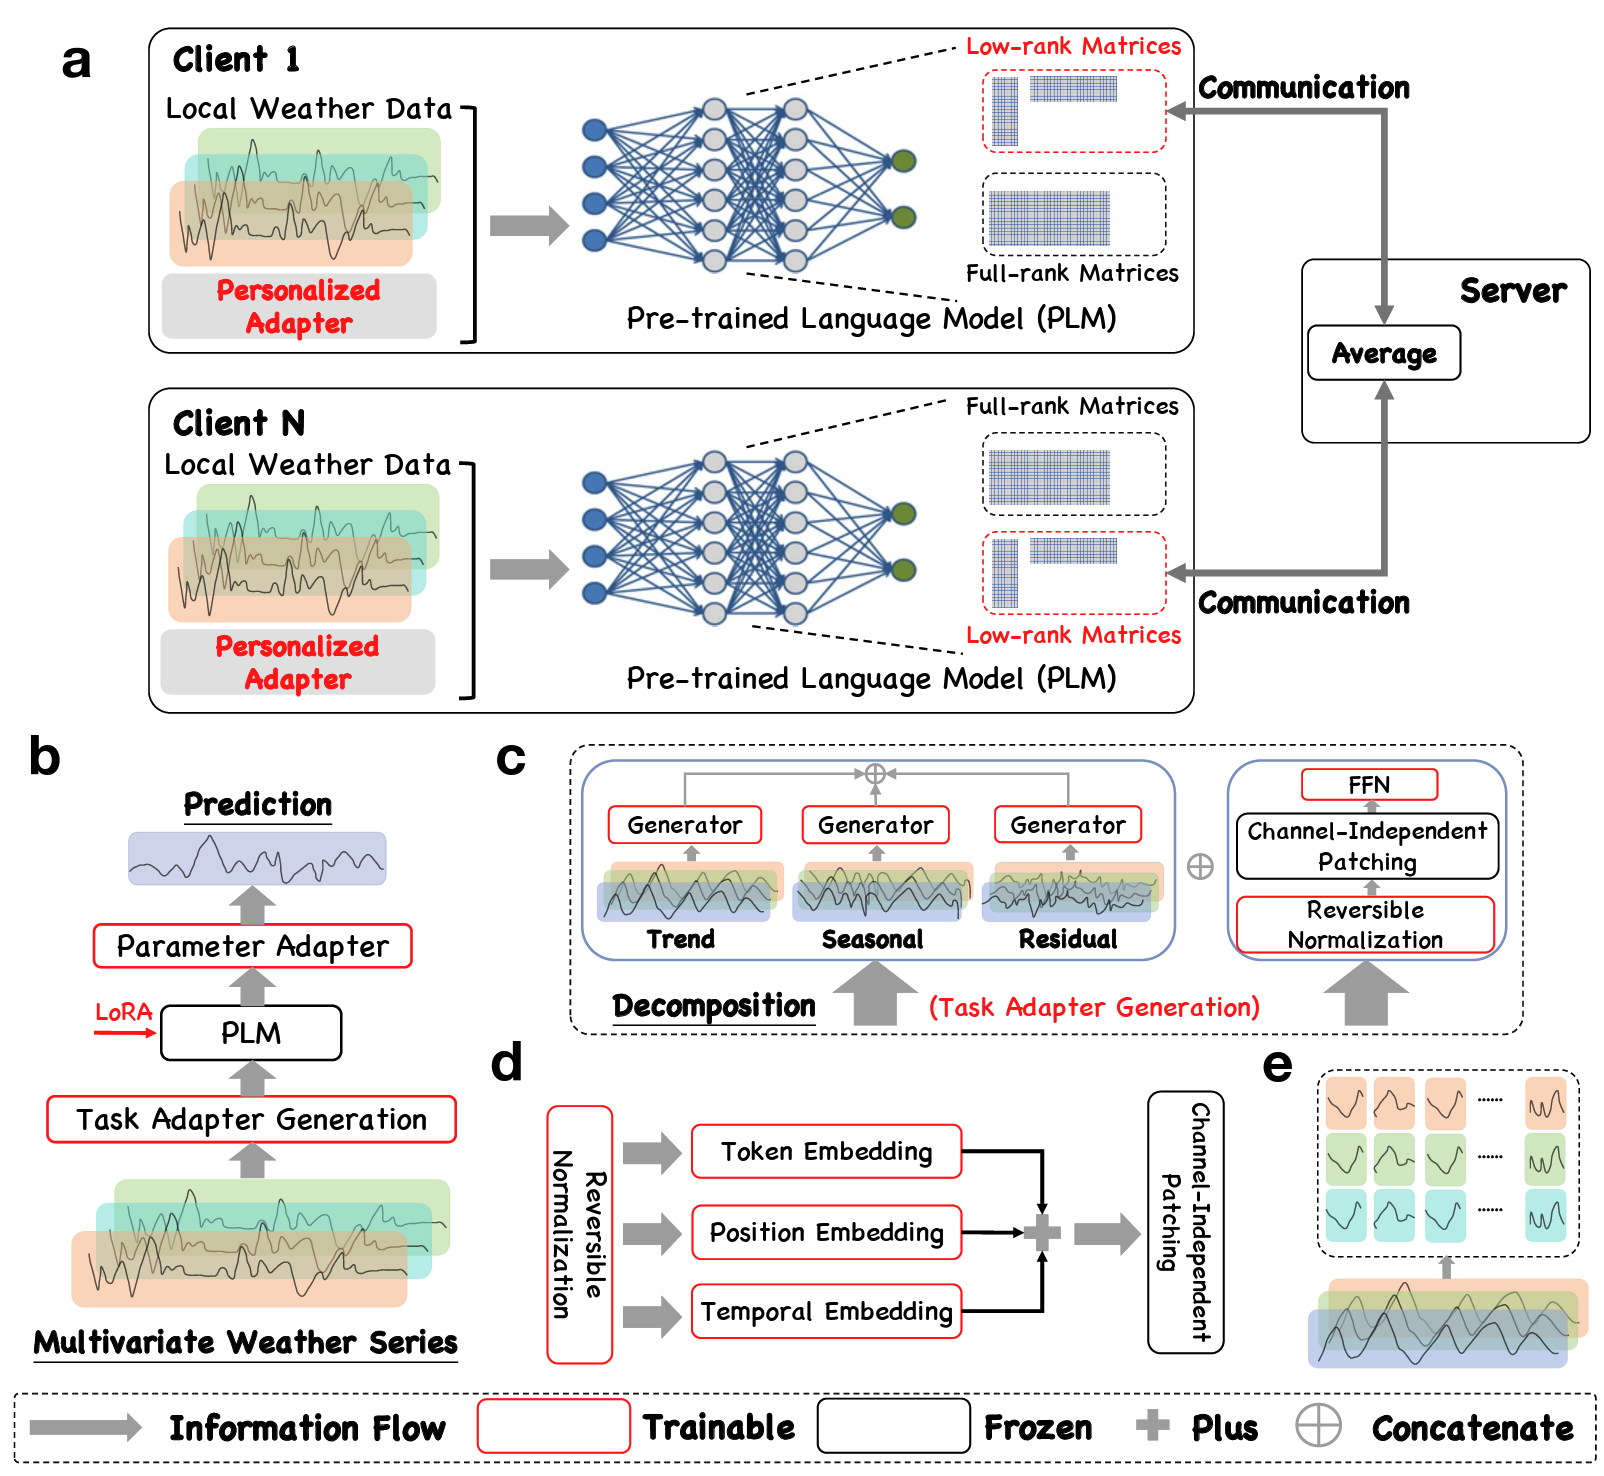 a
Client 1
Local Weather Data
Personalized
Adapter
Pre-trained Language Model (PLM)
Low-rank Matrices
Full-rank Matrices
Communication
Server
Average
Client N
Local Weather Data
Personalized
Adapter
Pre-trained Language Model (PLM)
Full-rank Matrices
Low-rank Matrices
Communication
b
Prediction
Parameter Adapter
LoRA
PLM
Task Adapter Generation
Multivariate Weather Series
c
Generator
Generator
Generator
Trend
Seasonal
Residual
FFN
Channel-Independent
Patching
Reversible
Normalization
Decomposition
(Task Adapter Generation)
d
Reversible
Normalization
Token Embedding
Position Embedding
Temporal Embedding
Channel-Independent
Patching
e
......
......
......
Information Flow
Trainable
Frozen
Plus
Concatenate